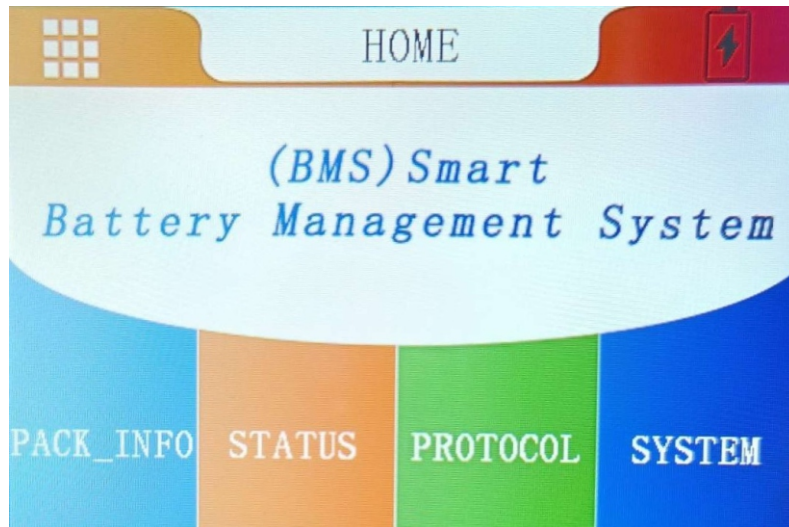 HOME
(BMS)Smart
Battery Management System
PACK_INFO STATUS PROTOCOL SYSTEM